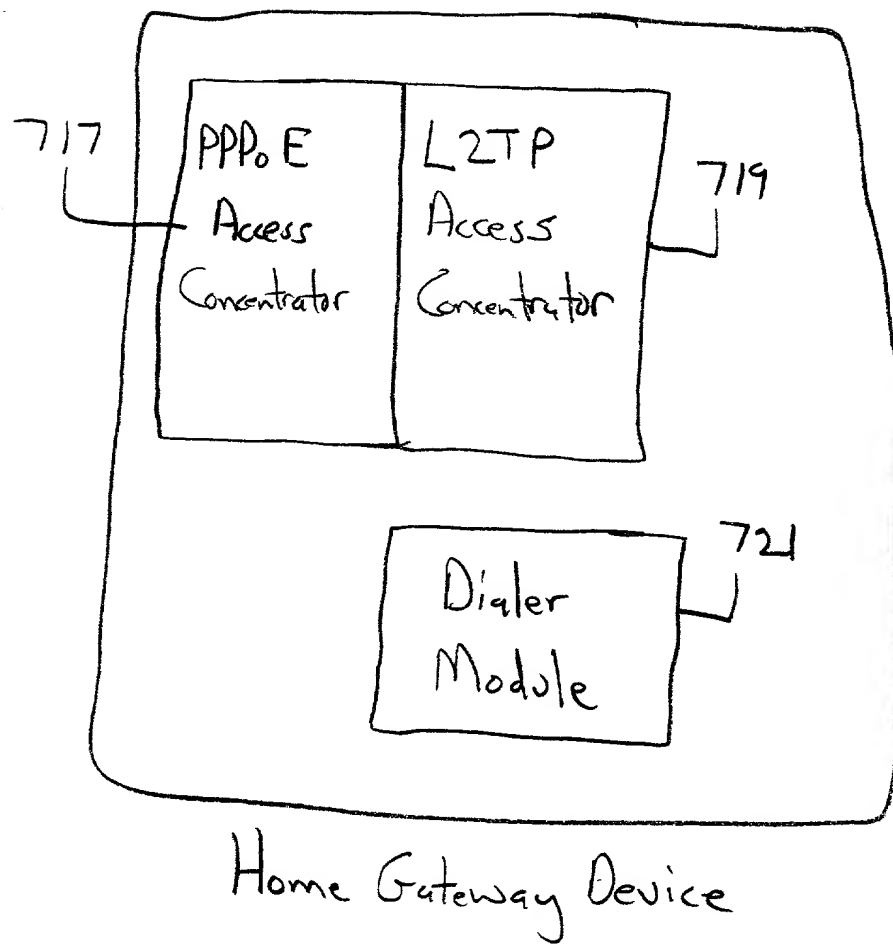 717
PPPoE
Access
Concentrator
L2TP
Access
Concentrator
719
721
Dialer
Module
Home Gateway Device